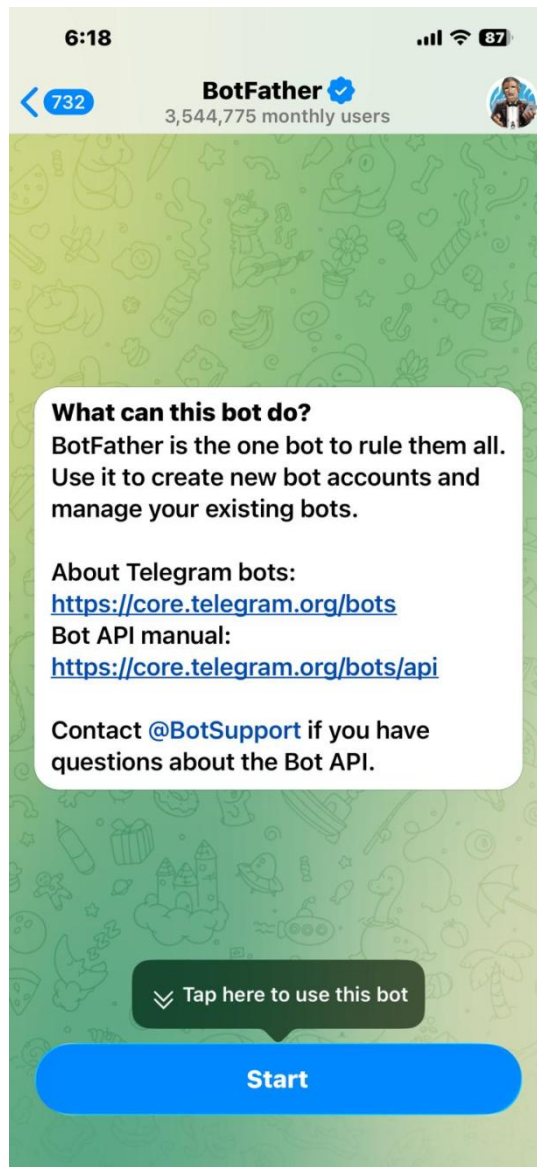 6:18
87
732
BotFather
3,544,775 monthly users
What can this bot do?
BotFather is the one bot to rule them all.
Use it to create new bot accounts and
manage your existing bots.
About Telegram bots:
https://core.telegram.org/bots
Bot API manual:
https://core.telegram.org/bots/api
Contact @BotSupport if you have
questions about the Bot API.
Tap here to use this bot
Start